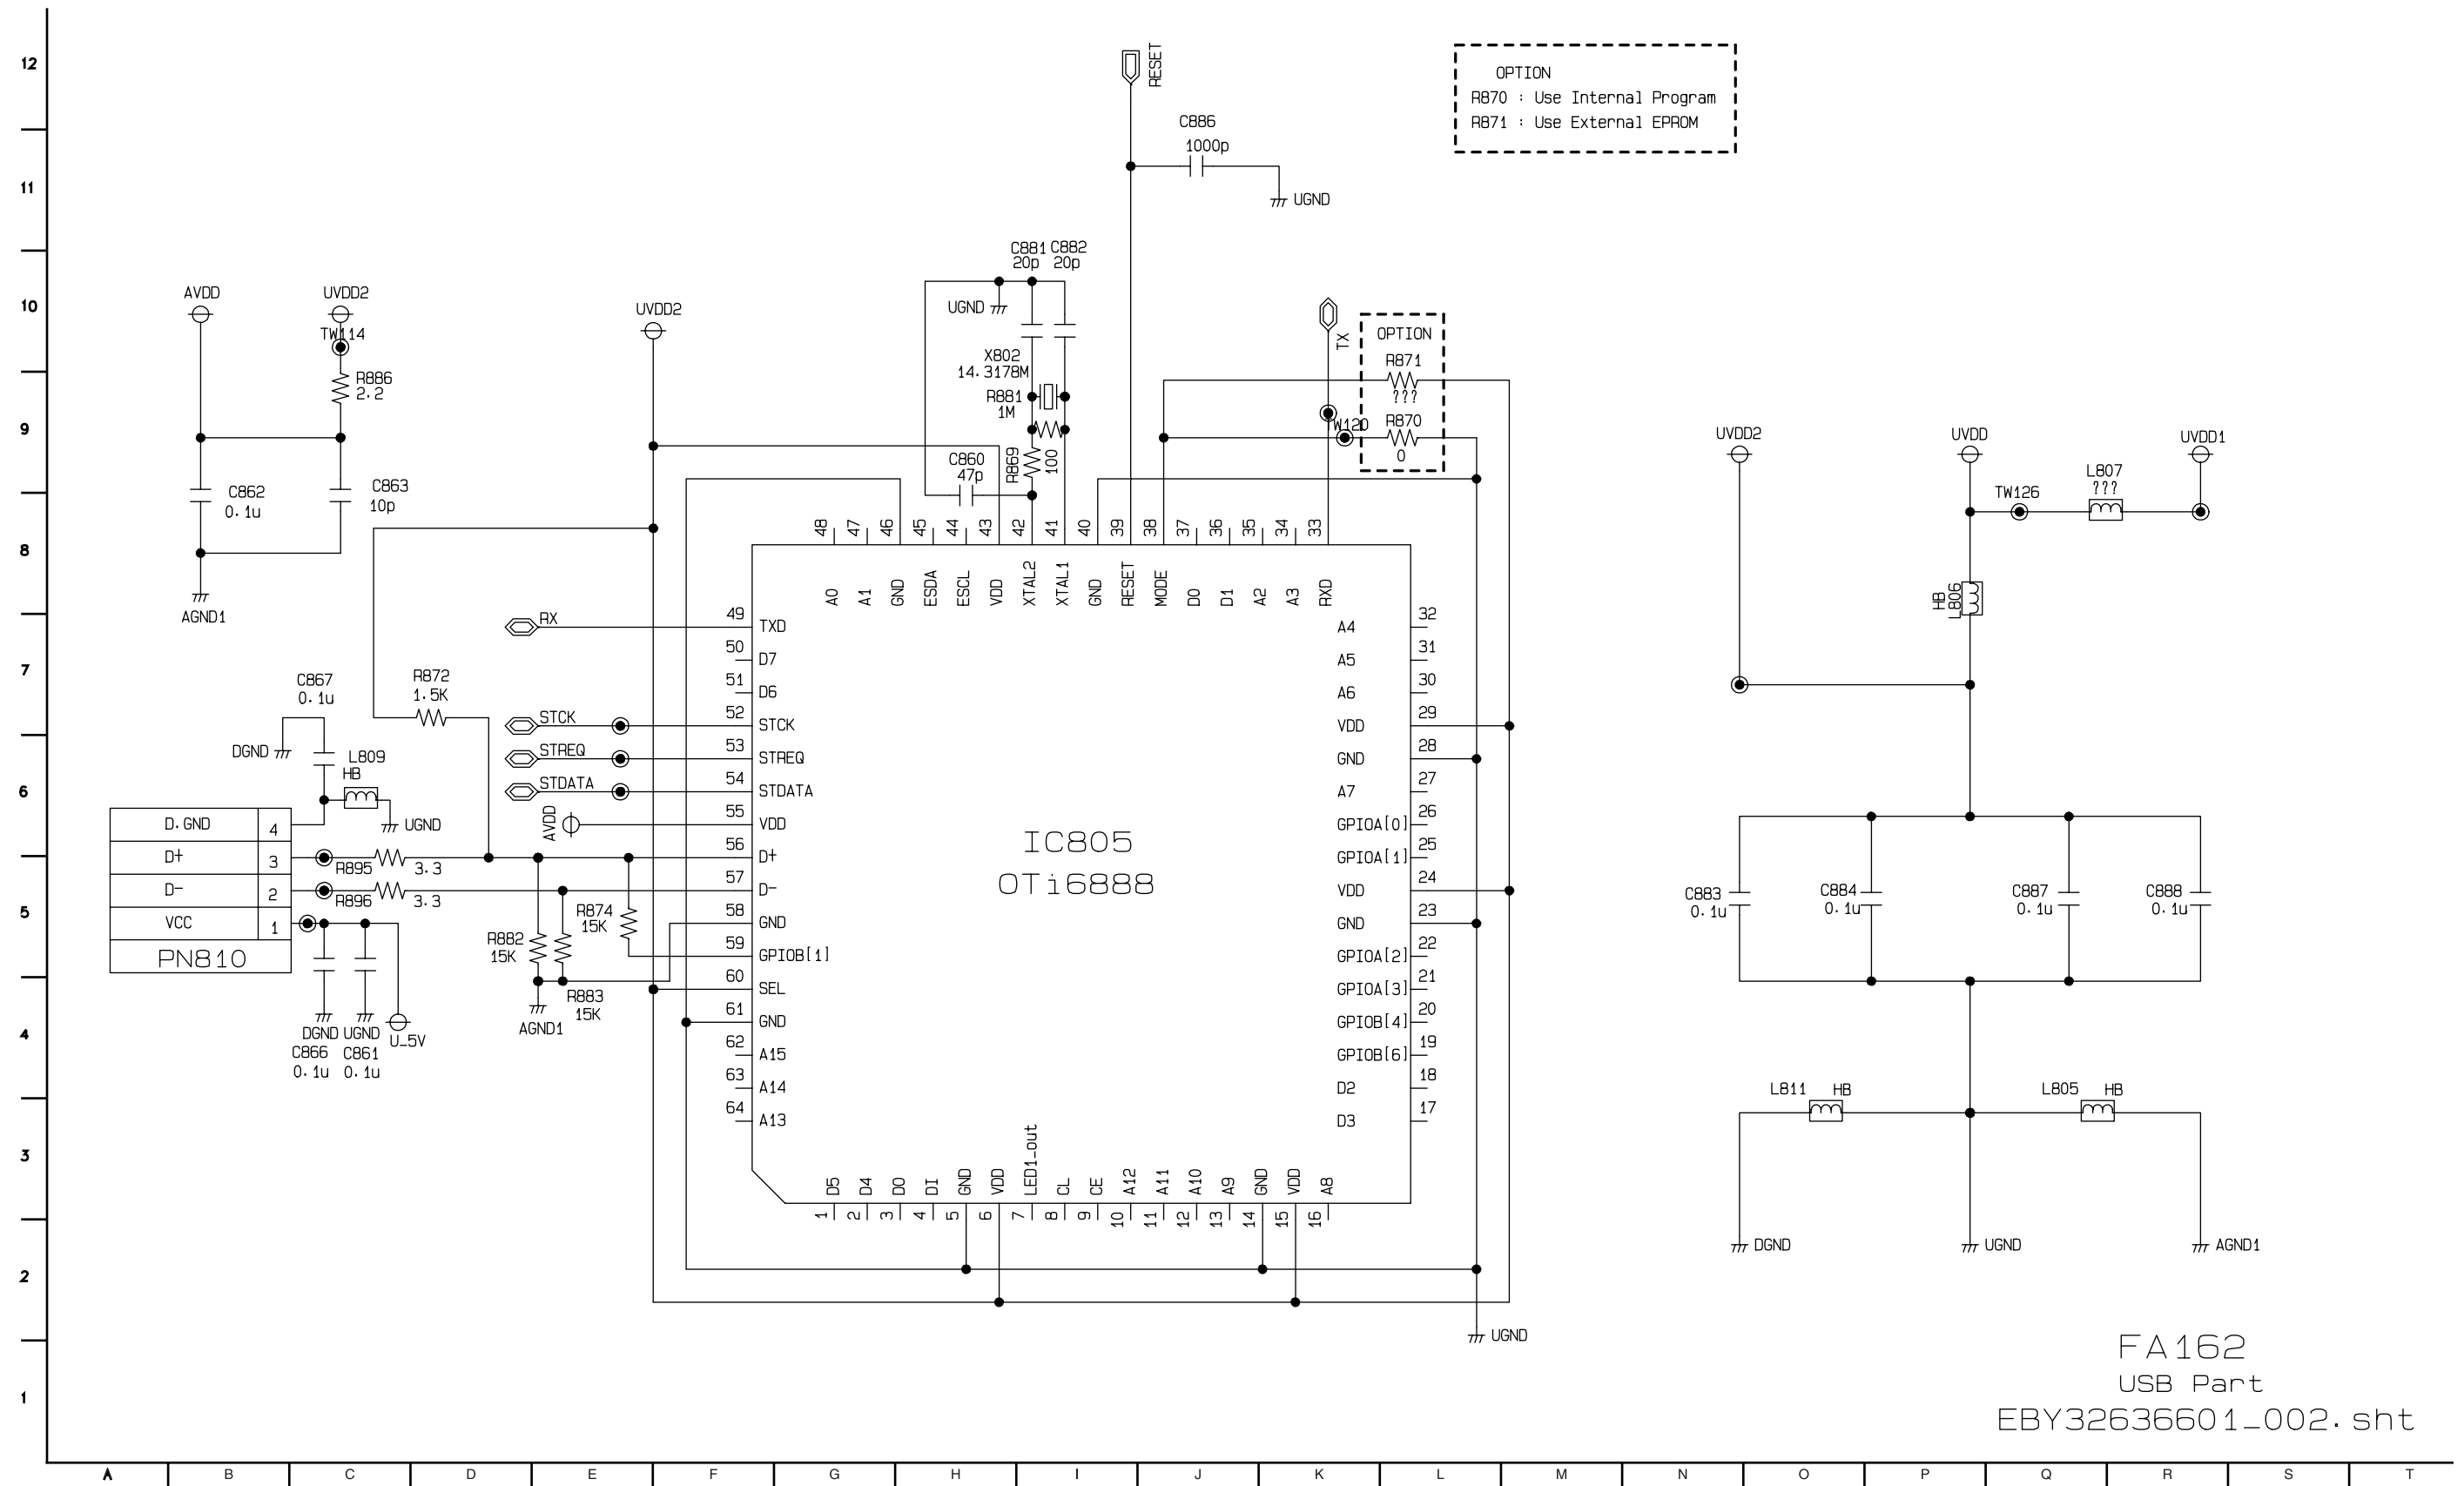 12
11
10
9
8
7
6
5
4
3
2
1
RESET
OPTION
R870 : Use Internal Program
R871 : Use External EPROM
C886
1000p
UGND
C881 C882
20p 20p
AVDD
UVDD2
TW114
R886
2.2
C862
0.1u
C863
10p
AGND1
UVDD2
UGND
X802
14.3178M
R881
1M
C860
47p
R869
100
TX
OPTION
R871
???
R870
0
TW120
UVDD2
UVDD
UVDD1
L807
???
TW126
HB
L806
48 47 46 45 44 43 42 41 40 39 38 37 36 35 34 33
A0 A1 GND ESDA ESCL VDD XTAL2 XTAL1 GND RESET MODE D0 D1 A2 A3 RXD
RX
49 TXD
50 D7
51 D6
STCK
52 STCK
STREQ
53 STREQ
STDATA
54 STDATA
AVDD
55 VDD
56 D+
57 D-
58 GND
59 GPIOB[1]
60 SEL
61 GND
62 A15
63 A14
64 A13
A4 32
A5 31
A6 30
VDD 29
GND 28
A7 27
GPIOA[0] 26
GPIOA[1] 25
VDD 24
GND 23
GPIOA[2] 22
GPIOA[3] 21
GPIOB[4] 20
GPIOB[6] 19
D2 18
D3 17
IC805
OTi6888
D5 D4 D0 DI GND VDD LED1_out CL CE A12 A11 A10 A9 GND VDD A8
1 2 3 4 5 6 7 8 9 10 11 12 13 14 15 16
C867
0.1u
R872
1.5K
DGND
L809
HB
UGND
D.GND 4
D+ 3
D- 2
VCC 1
PN810
R895 3.3
R896 3.3
R874
15K
R882
15K
R883
15K
AGND1
DGND UGND
U_5V
C866 C861
0.1u 0.1u
C883
0.1u
C884
0.1u
C887
0.1u
C888
0.1u
L811 HB
L805 HB
DGND
UGND
AGND1
UGND
FA162
USB Part
EBY32636601_002.sht
A B C D E F G H I J K L M N O P Q R S T